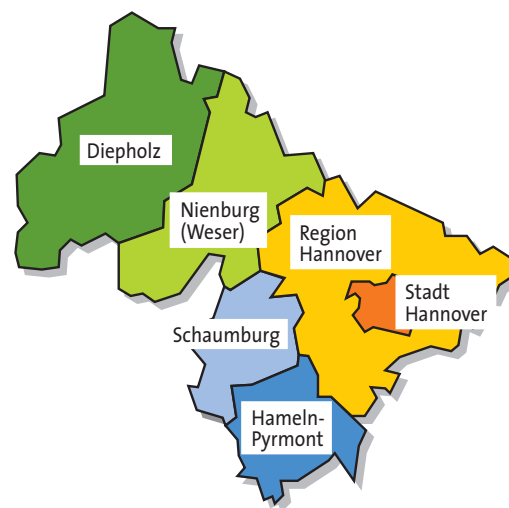 Diepholz
Nienburg
(Weser)
Region
Hannover
Stadt
Hannover
Schaumburg
Hameln-
Pyrmont